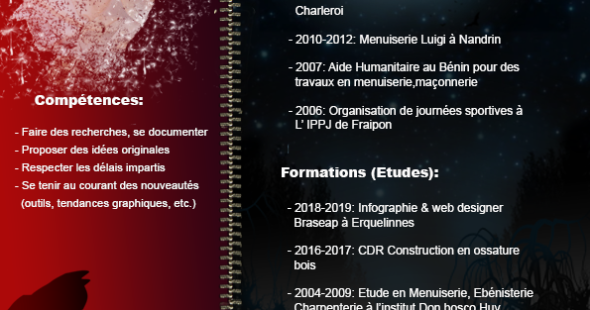 Compétences:
- Faire des recherches, se documenter
- Proposer des idées originales
- Respecter les délais impartis
- Se tenir au courant des nouveautés
(outils, tendances graphiques, etc.)
Charleroi
- 2010-2012: Menuiserie Luigi à Nandrin
- 2007: Aide Humanitaire au Bénin pour des
travaux en menuiserie,maçonnerie
- 2006: Organisation de journées sportives à
L' IPPJ de Fraipon
Formations (Etudes):
- 2018-2019: Infographie & web designer
Braseap à Erquelinnes
- 2016-2017: CDR Construction en ossature
bois
- 2004-2009: Etude en Menuiserie, Ebénisterie
Charpenterie à l'institut Don bosco Huy